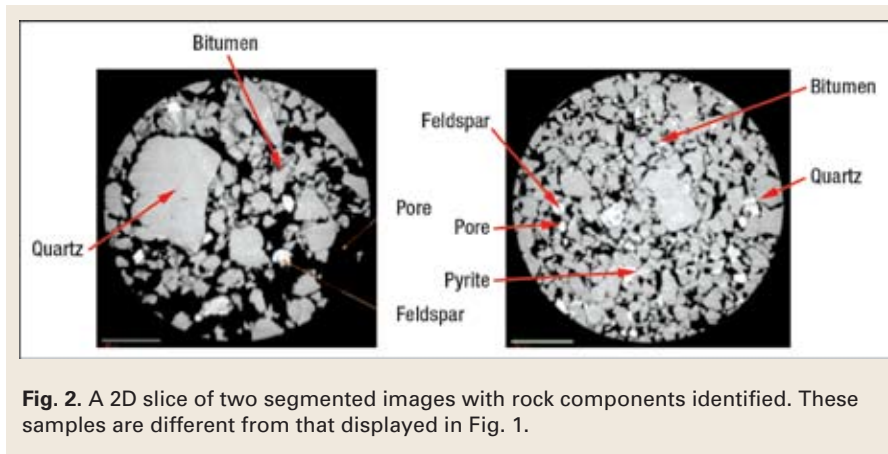 Bitumen
Quartz
Pore
Feldspar
Bitumen
Feldspar
Quartz
Pore
Pyrite
Fig. 2. A 2D slice of two segmented images with rock components identified. These
samples are different from that displayed in Fig. 1.